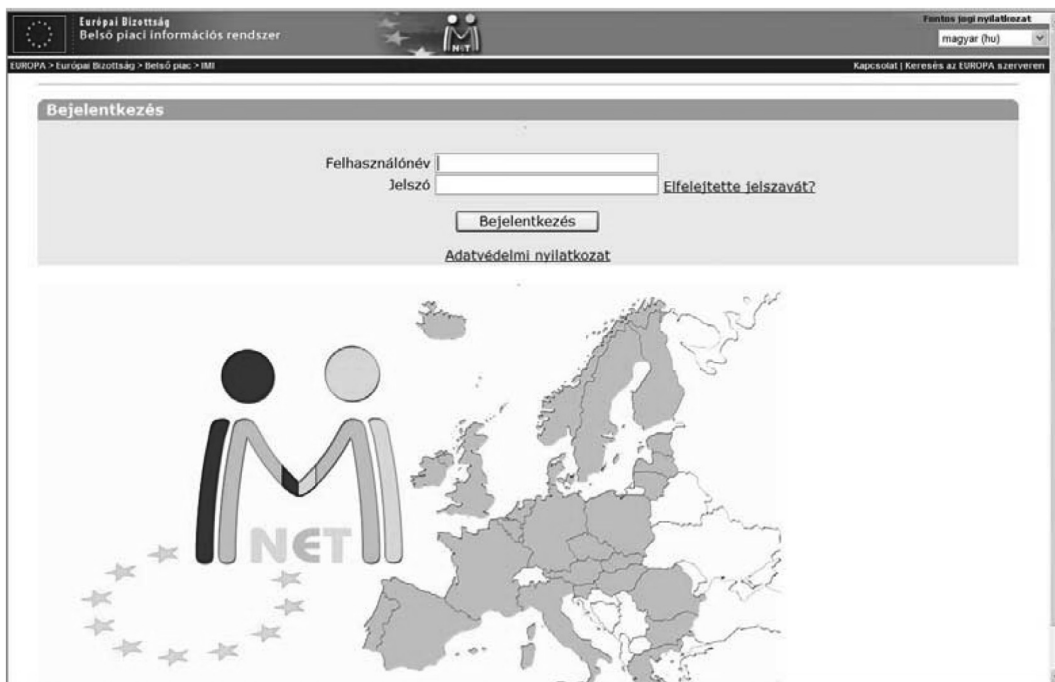 Európai Bizottság
Belső piaci információs rendszer
Fontos jogi nyilatkozat
magyar (hu)
EUROPA > Európai Bizottság > Belső piac > IMI
Kapcsolat | Keresés az EUROPA szerveren
Bejelentkezés
Felhasználónév
Jelszó
Elfelejtette jelszavát?
Bejelentkezés
Adatvédelmi nyilatkozat
NET
NET